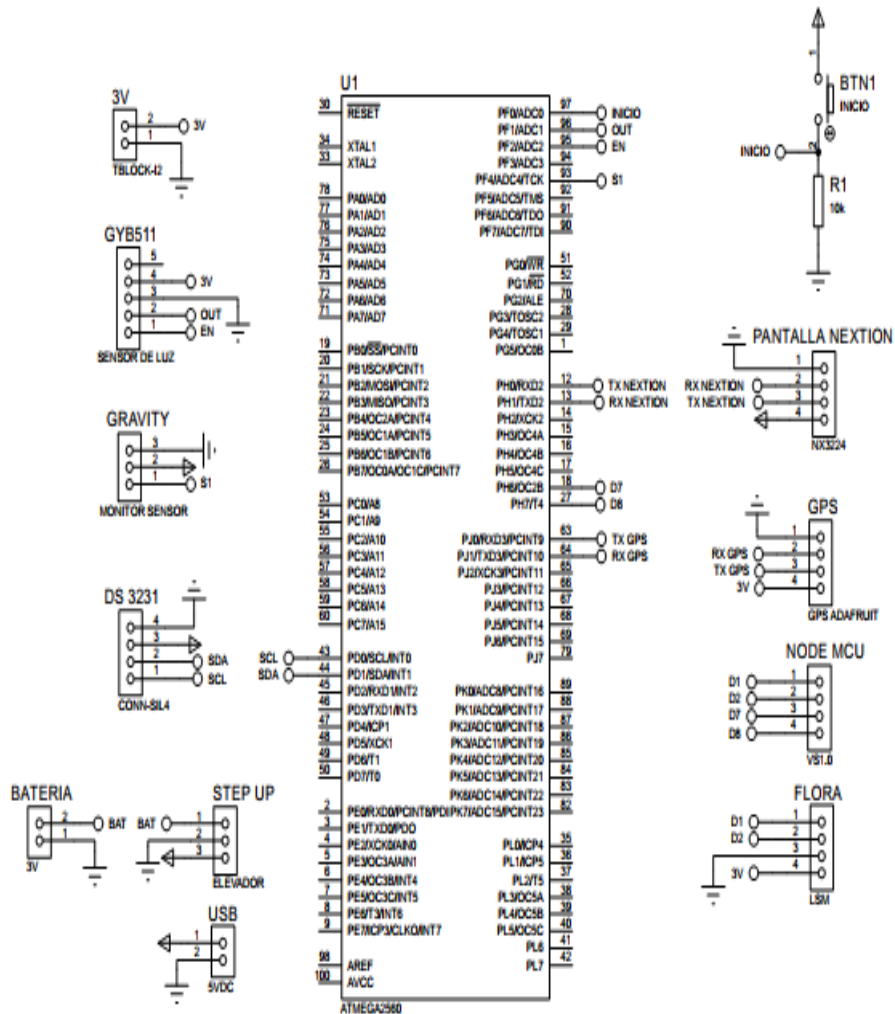 3V
2 3V
1
TBLOCK-I2
GYB511
5
4 3V
3
2 OUT
1 EN
SENSOR DE LUZ
GRAVITY
3
2
1 S1
MONITOR SENSOR
DS 3231
4
3
2 SDA
1 SCL
CONN-SIL4
BATERIA
2 BAT
1
3V
STEP UP
BAT 1
2
3
ELEVADOR
USB
1
2
5VDC
U1
30 RESET
34 XTAL1
33 XTAL2
78 PA0/AD0
77 PA1/AD1
76 PA2/AD2
75 PA3/AD3
74 PA4/AD4
73 PA5/AD5
72 PA6/AD6
71 PA7/AD7
19 PB0/SS/PCINT0
20 PB1/SCK/PCINT1
21 PB2/MOSI/PCINT2
22 PB3/MISO/PCINT3
23 PB4/OC2A/PCINT4
24 PB5/OC1A/PCINT5
25 PB6/OC1B/PCINT6
26 PB7/OC0A/OC1C/PCINT7
53 PC0/A8
54 PC1/A9
55 PC2/A10
56 PC3/A11
57 PC4/A12
58 PC5/A13
59 PC6/A14
60 PC7/A15
SCL 43 PD0/SCL/INT0
SDA 44 PD1/SDA/INT1
45 PD2/RXD1/INT2
46 PD3/TXD1/INT3
47 PD4/ICP1
48 PD5/XCK1
49 PD6/T1
50 PD7/T0
2 PE0/RXD0/PCINT8/PDI
3 PE1/TXD0/PDO
4 PE2/XCK0/AIN0
5 PE3/OC3A/AIN1
6 PE4/OC3B/INT4
7 PE5/OC3C/INT5
8 PE6/T3/INT6
9 PE7/ICP3/CLKO/INT7
98 AREF
100 AVCC
ATMEGA2560
PF0/ADC0 97 INICIO
PF1/ADC1 96 OUT
PF2/ADC2 95 EN
PF3/ADC3 94
PF4/ADC4/TCK 93 S1
PF5/ADC5/TMS 92
PF6/ADC6/TDO 91
PF7/ADC7/TDI 90
PG0/WR 51
PG1/RD 52
PG2/ALE 70
PG3/TOSC2 28
PG4/TOSC1 29
PG5/OC0B 1
PH0/RXD2 12 TX NEXTION
PH1/TXD2 13 RX NEXTION
PH2/XCK2 14
PH3/OC4A 15
PH4/OC4B 16
PH5/OC4C 17
PH6/OC2B 18 D7
PH7/T4 27 D8
PJ0/RXD3/PCINT9 63 TX GPS
PJ1/TXD3/PCINT10 64 RX GPS
PJ2/XCK3/PCINT11 65
PJ3/PCINT12 66
PJ4/PCINT13 67
PJ5/PCINT14 68
PJ6/PCINT15 69
PJ7 79
PK0/ADC8/PCINT16 89
PK1/ADC9/PCINT17 88
PK2/ADC10/PCINT18 87
PK3/ADC11/PCINT19 86
PK4/ADC12/PCINT20 85
PK5/ADC13/PCINT21 84
PK6/ADC14/PCINT22 83
PK7/ADC15/PCINT23 82
PL0/ICP4 35
PL1/ICP5 36
PL2/T5 37
PL3/OC5A 38
PL4/OC5B 39
PL5/OC5C 40
PL6 41
PL7 42
1
BTN1
INICIO
INICIO 2
R1
10k
PANTALLA NEXTION
1
RX NEXTION 2
TX NEXTION 3
4
NX3224
GPS
1
RX GPS 2
TX GPS 3
3V 4
GPS ADAFRUIT
NODE MCU
D1 1
D2 2
D7 3
D8 4
VS1.0
FLORA
D1 1
D2 2
3
3V 4
LSM